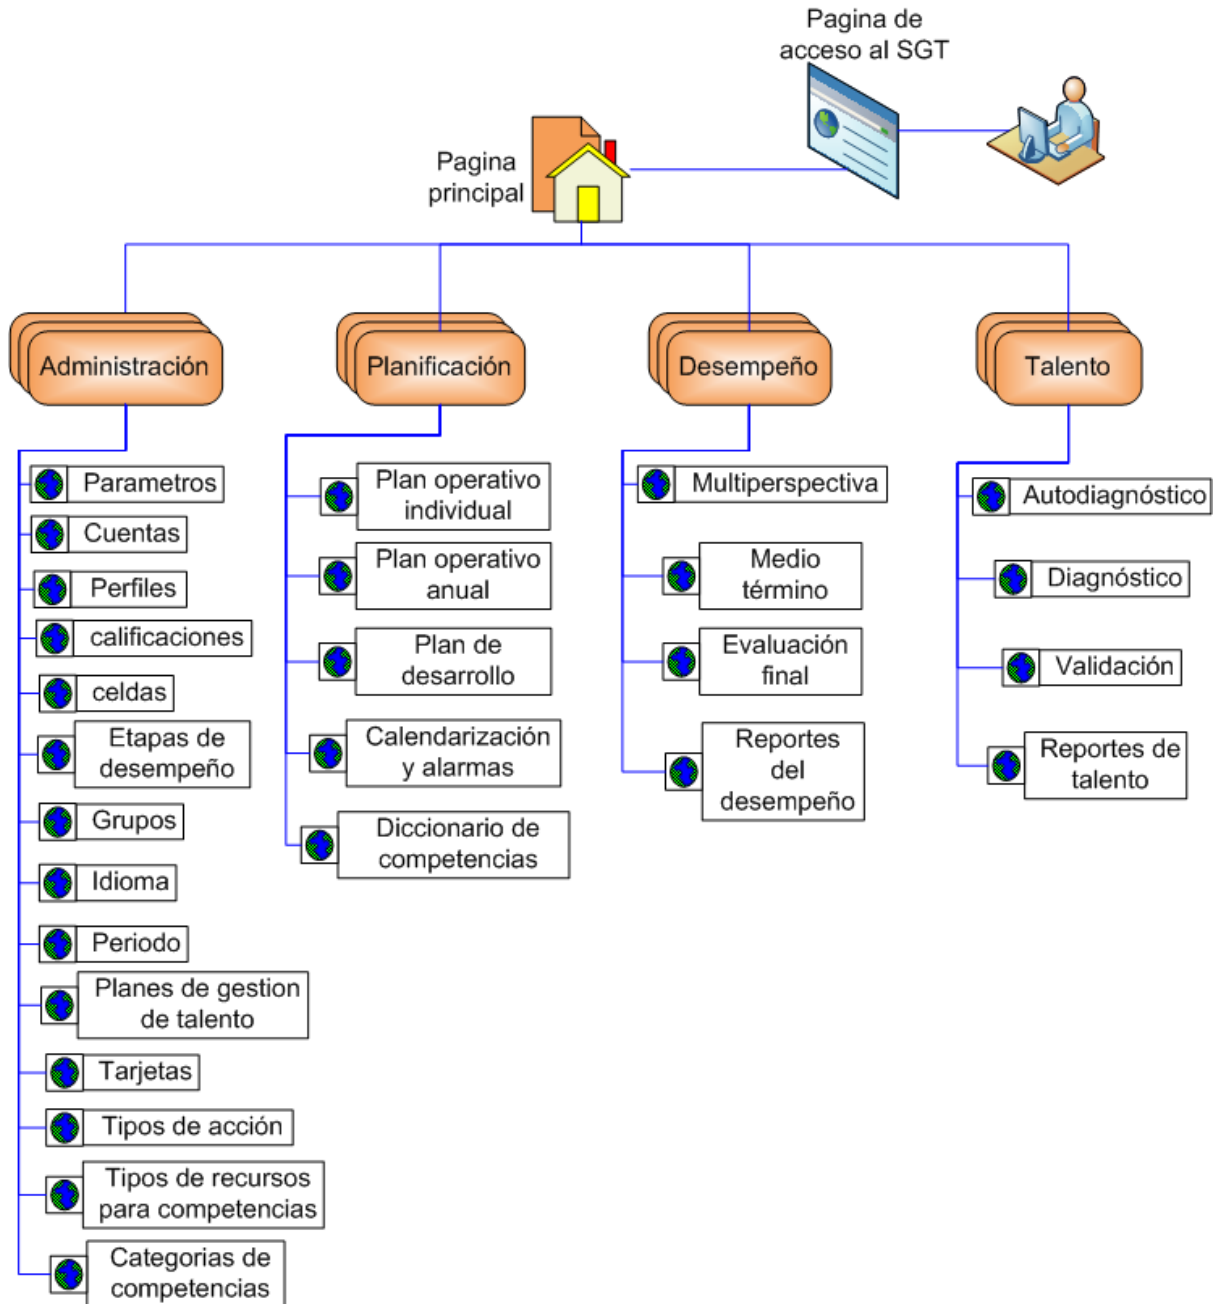 Pagina de
acceso al SGT
Pagina
principal
Administración
Planificación
Desempeño
Talento
Parametros
Cuentas
Perfiles
calificaciones
celdas
Etapas de
desempeño
Grupos
Idioma
Periodo
Planes de gestion
de talento
Tarjetas
Tipos de acción
Tipos de recursos
para competencias
Categorias de
competencias
Plan operativo
individual
Plan operativo
anual
Plan de
desarrollo
Calendarización
y alarmas
Diccionario de
competencias
Multiperspectiva
Medio
término
Evaluación
final
Reportes
del
desempeño
Autodiagnóstico
Diagnóstico
Validación
Reportes de
talento